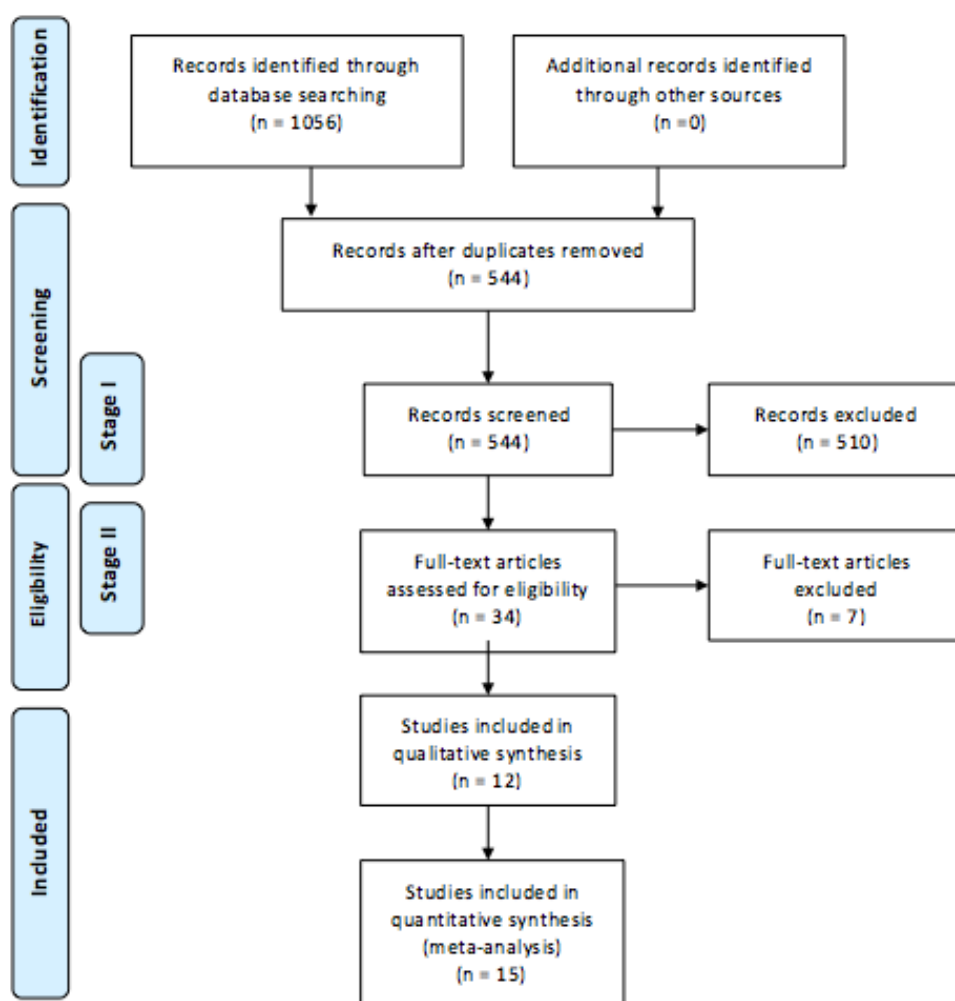 Identification
Records identified through
database searching
(n = 1056)
Additional records identified
through other sources
(n =0)
Screening
Records after duplicates removed
(n = 544)
Stage I
Records screened
(n = 544)
Records excluded
(n = 510)
Eligibility
Stage II
Full-text articles
assessed for eligibility
(n = 34)
Full-text articles
excluded
(n = 7)
Included
Studies included in
qualitative synthesis
(n = 12)
Studies included in
quantitative synthesis
(meta-analysis)
(n = 15)